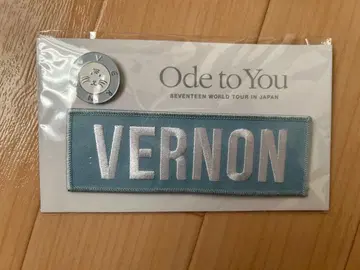 Ode to You
SEVENTEEN WORLD TOUR IN JAPAN
VERNON